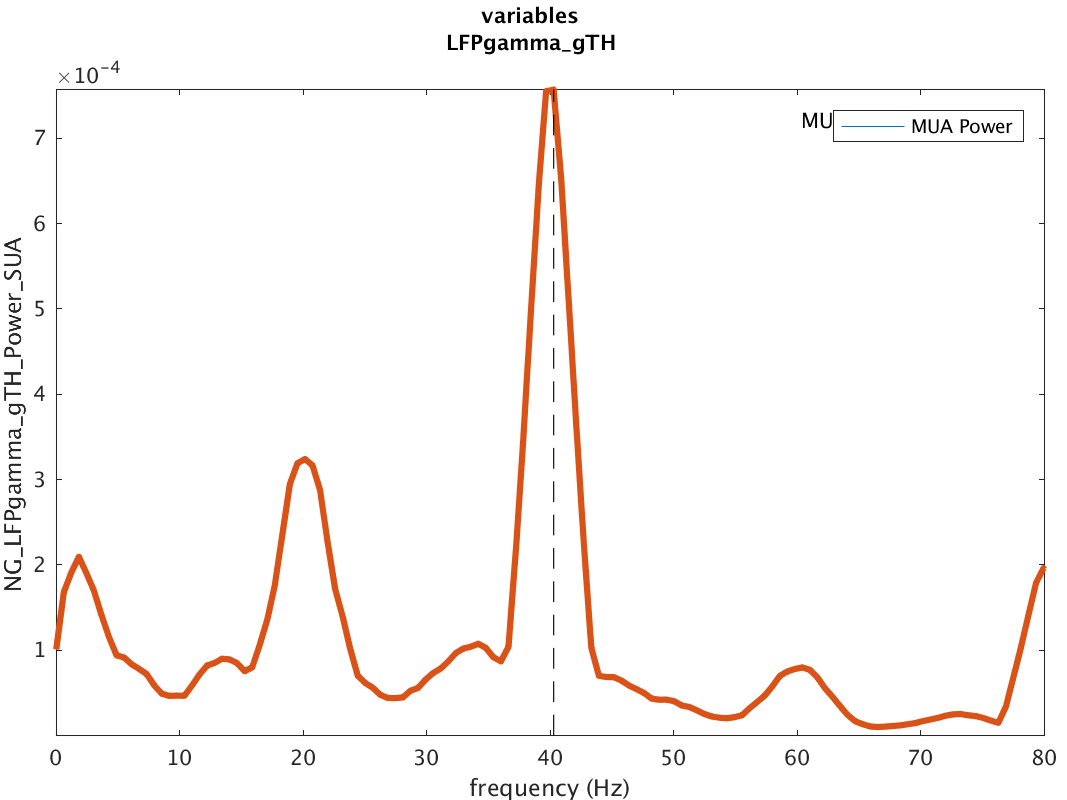 variables
LFPgamma_gTH
×10⁻⁴
7
6
5
4
3
2
1
NG_LFPgamma_gTH_Power_SUA
MU
MUA Power
0 10 20 30 40 50 60 70 80
frequency (Hz)